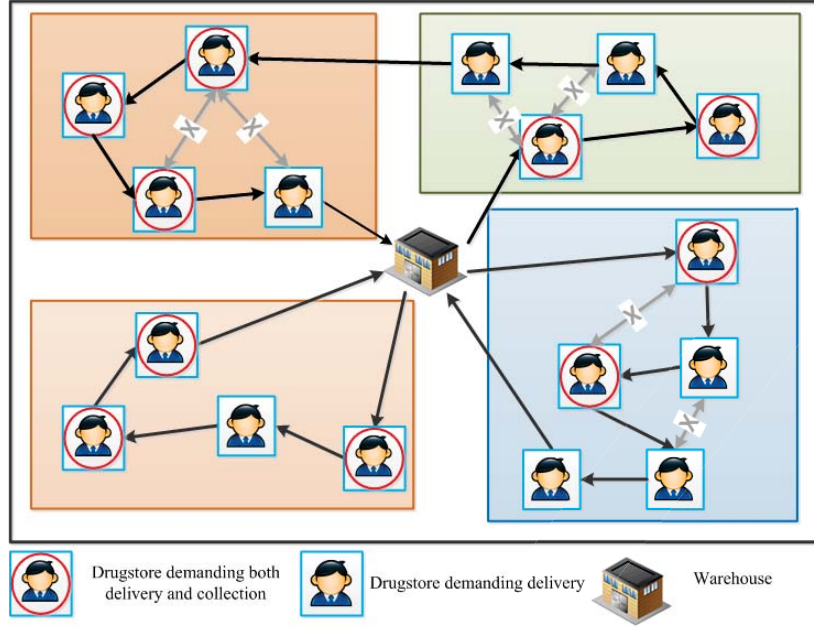 X
X
X
X
X
X
Drugstore demanding both
delivery and collection
Drugstore demanding delivery
Warehouse